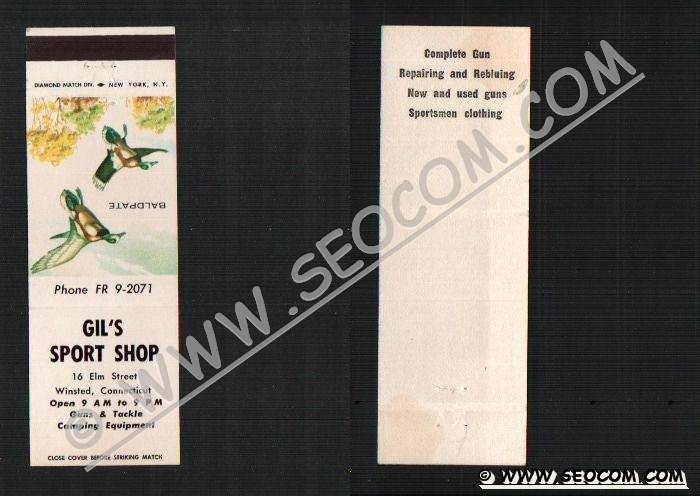 DIAMOND MATCH DIV. NEW YORK, N. Y.
BALDPATE
Phone FR 9-2071
GIL'S
SPORT SHOP
16 Elm Street
Winsted, Connecticut
Open 9 AM to 9 PM
Guns & Tackle
Camping Equipment
CLOSE COVER BEFORE STRIKING MATCH
Complete Gun
Repairing and Rebluing
New and used guns
Sportsmen clothing
© WWW.SEOCOM.COM
© WWW.SEOCOM.COM